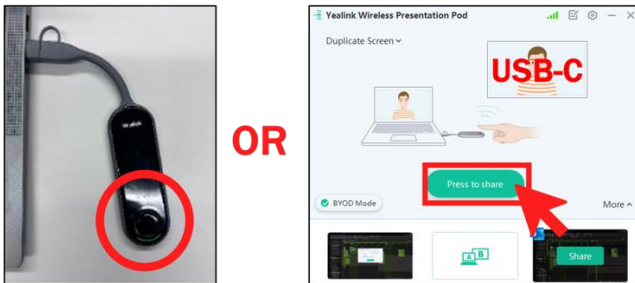 Yealink
OR
Yealink Wireless Presentation Pod
Duplicate Screen
USB-C
Press to share
BYOD Mode
More
A B
Share